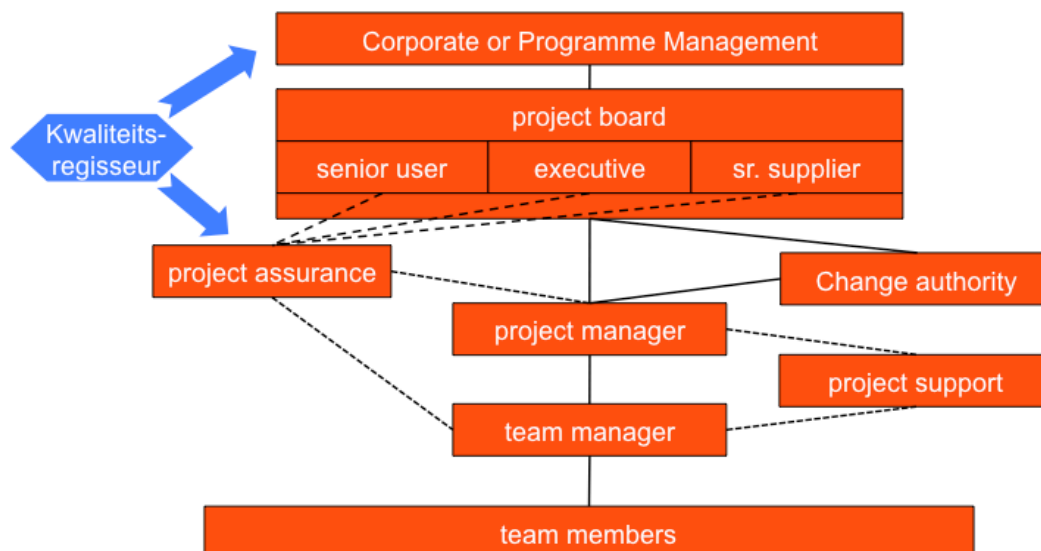 Corporate or Programme Management
Kwaliteits-
regisseur
project board
senior user
executive
sr. supplier
project assurance
Change authority
project manager
project support
team manager
team members